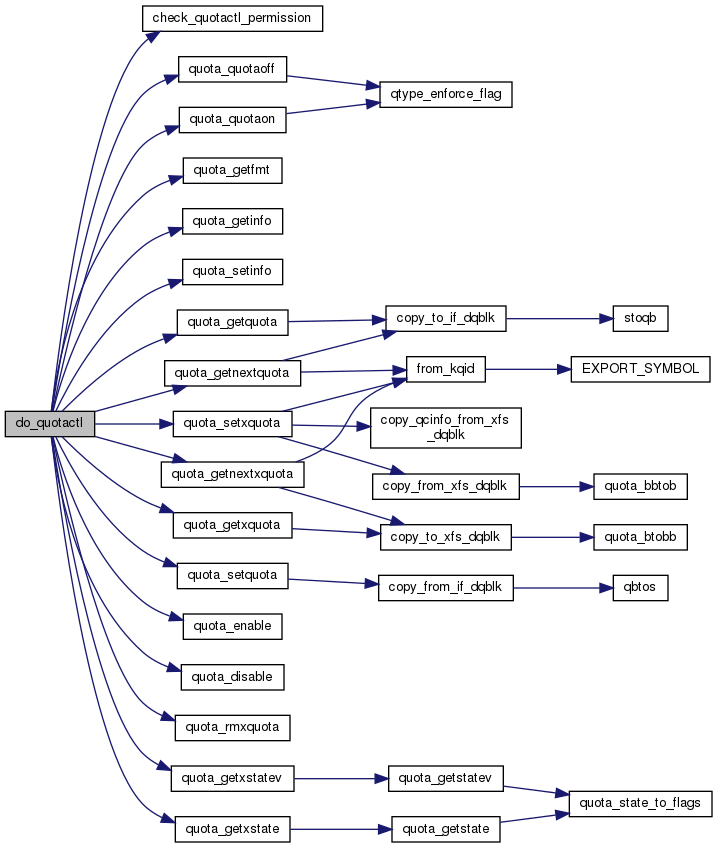 check_quotactl_permission
quota_quotaoff
qtype_enforce_flag
quota_quotaon
quota_getfmt
quota_getinfo
quota_setinfo
quota_getquota
copy_to_if_dqblk
stoqb
quota_getnextquota
from_kqid
EXPORT_SYMBOL
do_quotactl
quota_setxquota
copy_qcinfo_from_xfs
_dqblk
quota_getnextxquota
copy_from_xfs_dqblk
quota_bbtob
quota_getxquota
copy_to_xfs_dqblk
quota_btobb
quota_setquota
copy_from_if_dqblk
qbtos
quota_enable
quota_disable
quota_rmxquota
quota_getxstatev
quota_getstatev
quota_state_to_flags
quota_getxstate
quota_getstate